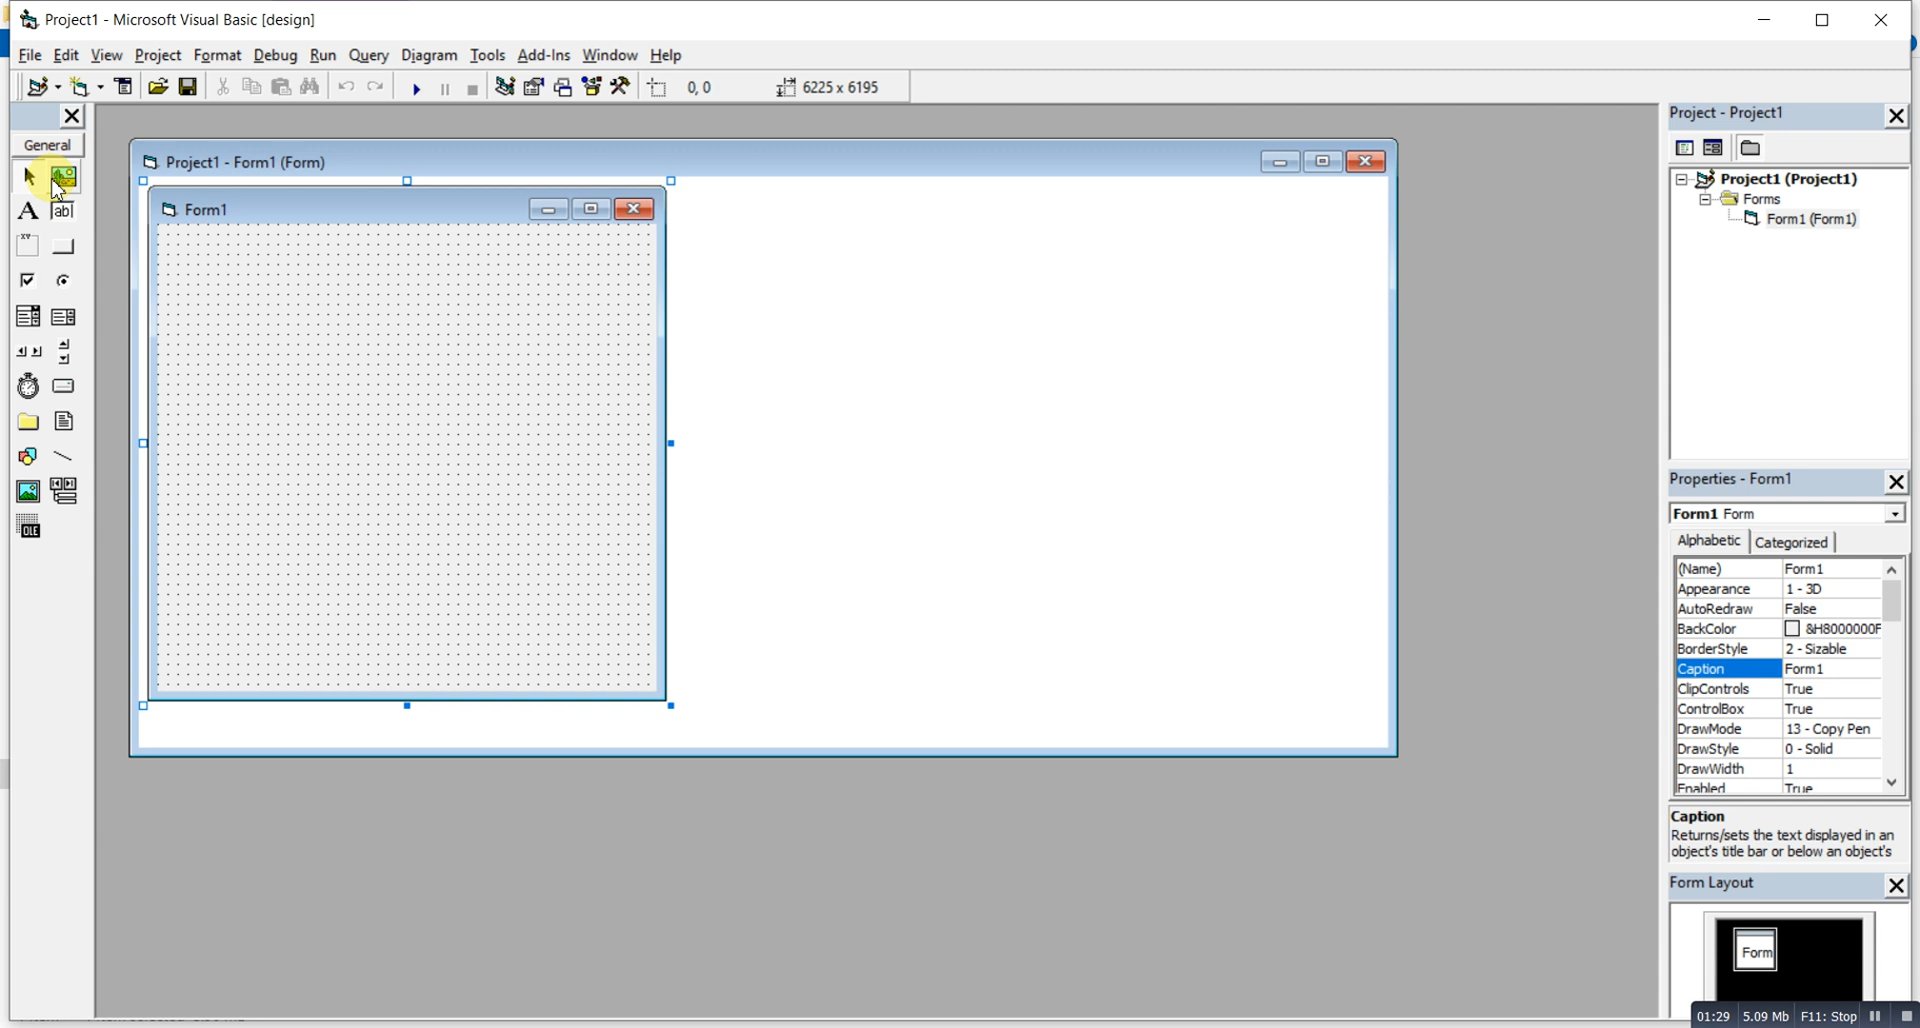 Project1 - Microsoft Visual Basic [design]
File Edit View Project Format Debug Run Query Diagram Tools Add-Ins Window Help
0, 0 6225 x 6195
General
A ab|
xv
OLE
Project1 - Form1 (Form)
Form1
Project - Project1
Project1 (Project1)
Forms
Form1 (Form1)
Properties - Form1
Form1 Form
Alphabetic Categorized
(Name) Form1
Appearance 1 - 3D
AutoRedraw False
BackColor &H8000000F
BorderStyle 2 - Sizable
Caption Form1
ClipControls True
ControlBox True
DrawMode 13 - Copy Pen
DrawStyle 0 - Solid
DrawWidth 1
Enabled True
Caption
Returns/sets the text displayed in an
object's title bar or below an object's
Form Layout
Form
01:29 5.09 Mb F11: Stop